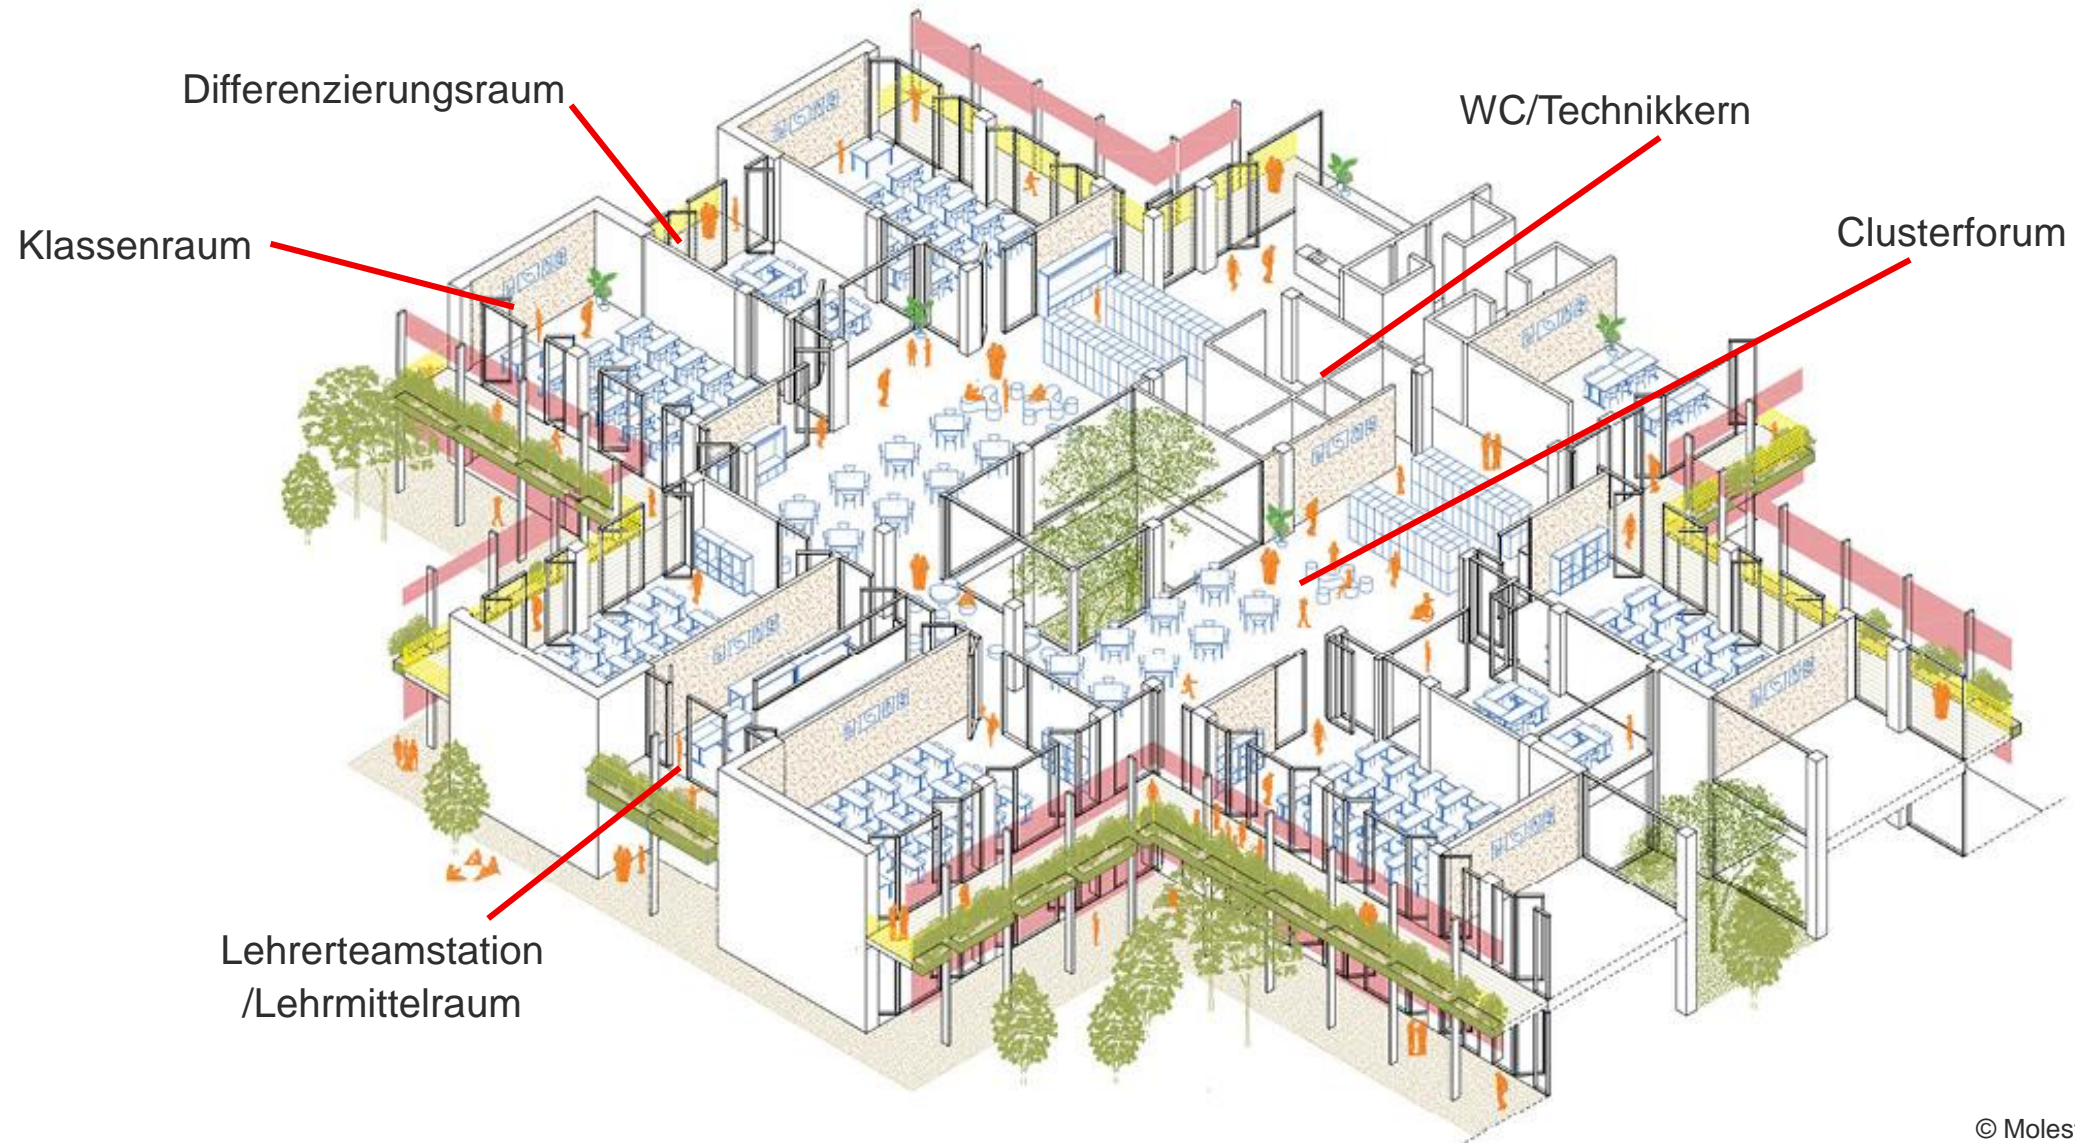 Differenzierungsraum
WC/Technikkern
Klassenraum
Clusterforum
Lehrerteamstation
/Lehrmittelraum
© Moles